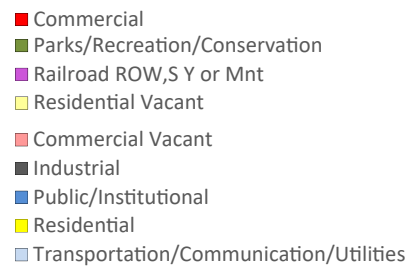 Commercial
Parks/Recreation/Conservation
Railroad ROW,S Y or Mnt
Residential Vacant
Commercial Vacant
Industrial
Public/Institutional
Residential
Transportation/Communication/Utilities